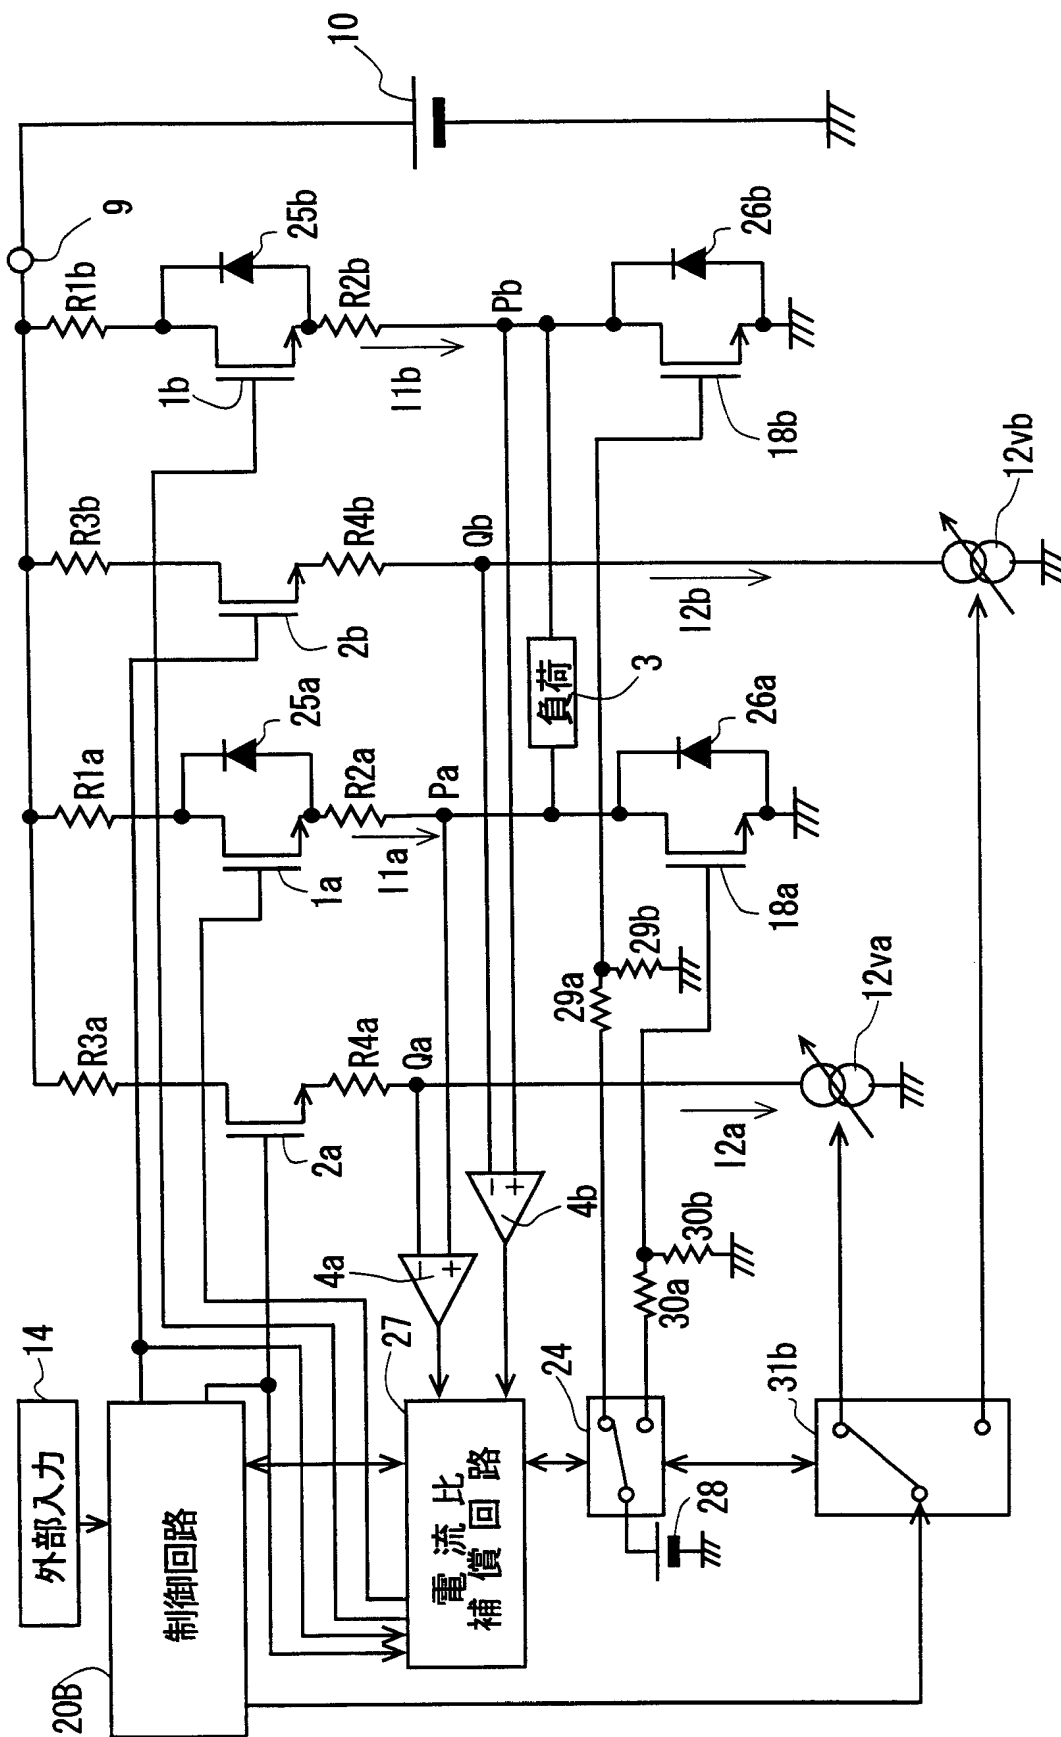 10
9
R1b
25b
R2b
1b
I1b
Pb
26b
18b
R3b
R4b
2b
Qb
I2b
12vb
R1a
25a
R2a
1a
I1a
Pa
負荷
3
26a
18a
R3a
R4a
2a
Qa
I2a
12va
29a
29b
4a
−
+
4b
−
+
30a
30b
14
外部入力
20B
制御回路
27
電流比
補償回路
24
28
31b